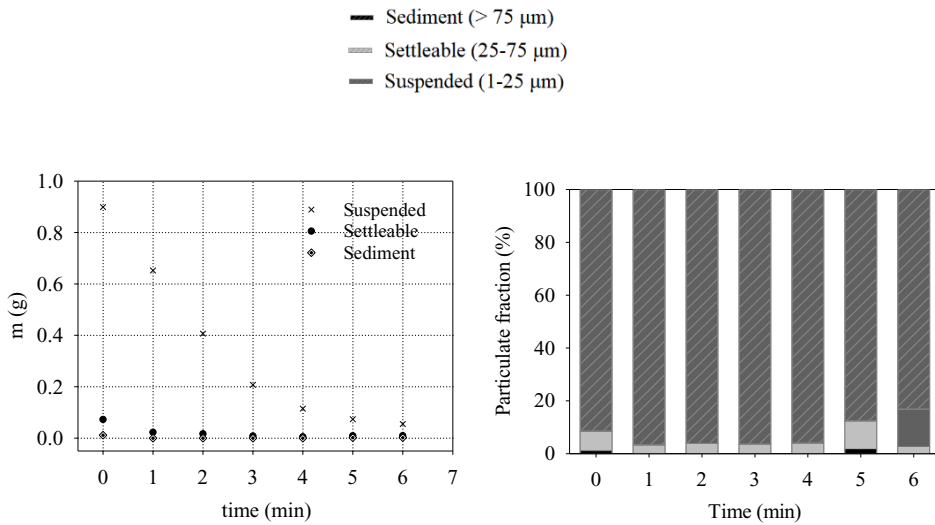 Sediment (> 75 μm)
Settleable (25-75 μm)
Suspended (1-25 μm)
1.0
0.8
0.6
0.4
0.2
0.0
m (g)
Suspended
Settleable
Sediment
0 1 2 3 4 5 6 7
time (min)
100
80
60
40
20
0
Particulate fraction (%)
0 1 2 3 4 5 6
Time (min)